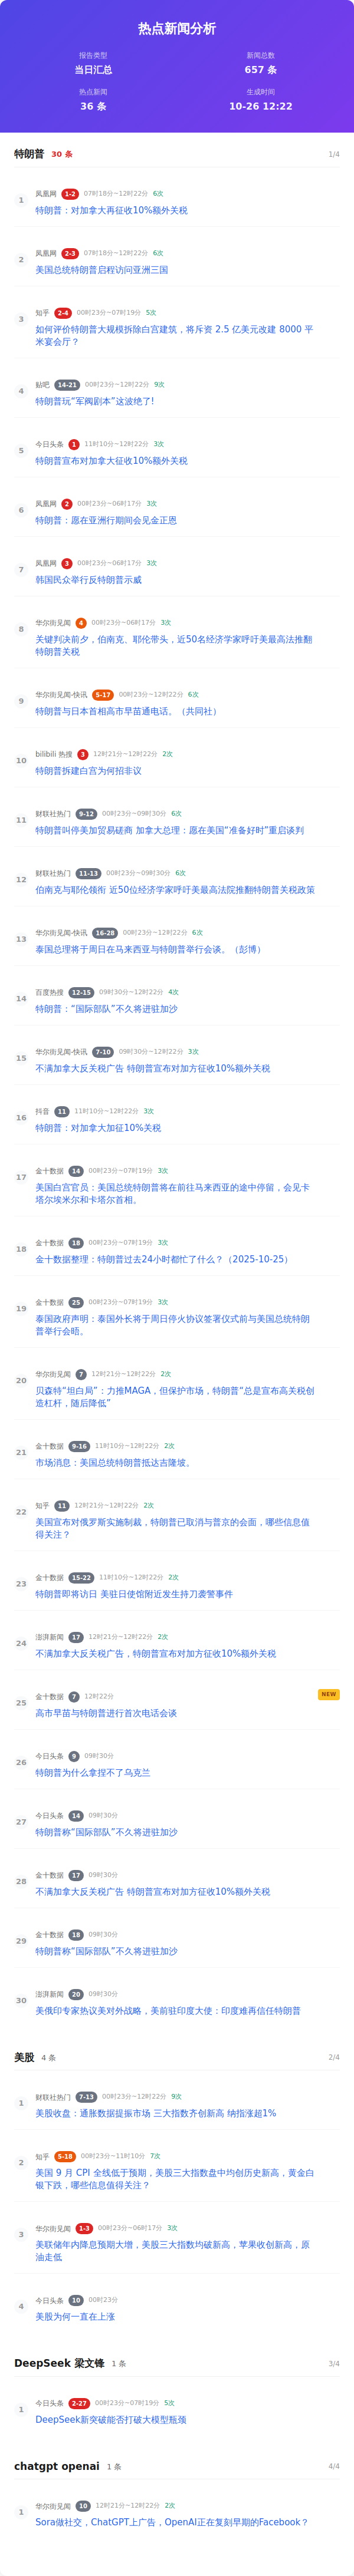 热点新闻分析
报告类型
当日汇总
新闻总数
657 条
热点新闻
36 条
生成时间
10-26 12:22
特朗普 30 条 1/4
1 凤凰网 1-2 07时18分~12时22分 6次
特朗普：对加拿大再征收10%额外关税
2 凤凰网 2-3 07时18分~12时22分 6次
美国总统特朗普启程访问亚洲三国
3 知乎 2-4 00时23分~07时19分 5次
如何评价特朗普大规模拆除白宫建筑，将斥资 2.5 亿美元改建 8000 平
米宴会厅？
4 贴吧 14-21 00时23分~12时22分 9次
特朗普玩“军阀剧本”这波绝了!
5 今日头条 1 11时10分~12时22分 3次
特朗普宣布对加拿大征收10%额外关税
6 凤凰网 2 00时23分~06时17分 3次
特朗普：愿在亚洲行期间会见金正恩
7 凤凰网 3 00时23分~06时17分 3次
韩国民众举行反特朗普示威
8 华尔街见闻 4 00时23分~06时17分 3次
关键判决前夕，伯南克、耶伦带头，近50名经济学家呼吁美最高法推翻
特朗普关税
9 华尔街见闻-快讯 5-17 00时23分~12时22分 6次
特朗普与日本首相高市早苗通电话。（共同社）
10 bilibili 热搜 3 12时21分~12时22分 2次
特朗普拆建白宫为何招非议
11 财联社热门 9-12 00时23分~09时30分 6次
特朗普叫停美加贸易磋商 加拿大总理：愿在美国“准备好时”重启谈判
12 财联社热门 11-13 00时23分~09时30分 6次
伯南克与耶伦领衔 近50位经济学家呼吁美最高法院推翻特朗普关税政策
13 华尔街见闻-快讯 16-28 00时23分~12时22分 6次
泰国总理将于周日在马来西亚与特朗普举行会谈。（彭博）
14 百度热搜 12-15 09时30分~12时22分 4次
特朗普：“国际部队”不久将进驻加沙
15 华尔街见闻-快讯 7-10 09时30分~12时22分 3次
不满加拿大反关税广告 特朗普宣布对加方征收10%额外关税
16 抖音 11 11时10分~12时22分 3次
特朗普：对加拿大加征10%关税
17 金十数据 14 00时23分~07时19分 3次
美国白宫官员：美国总统特朗普将在前往马来西亚的途中停留，会见卡
塔尔埃米尔和卡塔尔首相。
18 金十数据 18 00时23分~07时19分 3次
金十数据整理：特朗普过去24小时都忙了什么？（2025-10-25）
19 金十数据 25 00时23分~07时19分 3次
泰国政府声明：泰国外长将于周日停火协议签署仪式前与美国总统特朗
普举行会晤。
20 华尔街见闻 7 12时21分~12时22分 2次
贝森特“坦白局”：力推MAGA，但保护市场，特朗普“总是宣布高关税创
造杠杆，随后降低”
21 金十数据 9-16 11时10分~12时22分 2次
市场消息：美国总统特朗普抵达吉隆坡。
22 知乎 11 12时21分~12时22分 2次
美国宣布对俄罗斯实施制裁，特朗普已取消与普京的会面，哪些信息值
得关注？
23 金十数据 15-22 11时10分~12时22分 2次
特朗普即将访日 美驻日使馆附近发生持刀袭警事件
24 澎湃新闻 17 12时21分~12时22分 2次
不满加拿大反关税广告，特朗普宣布对加方征收10%额外关税
25 金十数据 7 12时22分 NEW
高市早苗与特朗普进行首次电话会谈
26 今日头条 9 09时30分
特朗普为什么拿捏不了乌克兰
27 今日头条 14 09时30分
特朗普称“国际部队”不久将进驻加沙
28 金十数据 17 09时30分
不满加拿大反关税广告 特朗普宣布对加方征收10%额外关税
29 金十数据 18 09时30分
特朗普称“国际部队”不久将进驻加沙
30 澎湃新闻 20 09时30分
美俄印专家热议美对外战略，美前驻印度大使：印度难再信任特朗普
美股 4 条 2/4
1 财联社热门 7-13 00时23分~12时22分 9次
美股收盘：通胀数据提振市场 三大指数齐创新高 纳指涨超1%
2 知乎 5-18 00时23分~11时10分 7次
美国 9 月 CPI 全线低于预期，美股三大指数盘中均创历史新高，黄金白
银下跌，哪些信息值得关注？
3 华尔街见闻 1-3 00时23分~06时17分 3次
美联储年内降息预期大增，美股三大指数均破新高，苹果收创新高，原
油走低
4 今日头条 10 00时23分
美股为何一直在上涨
DeepSeek 梁文锋 1 条 3/4
1 今日头条 2-27 00时23分~07时19分 5次
DeepSeek新突破能否打破大模型瓶颈
chatgpt openai 1 条 4/4
1 华尔街见闻 10 12时21分~12时22分 2次
Sora做社交，ChatGPT上广告，OpenAI正在复刻早期的Facebook？